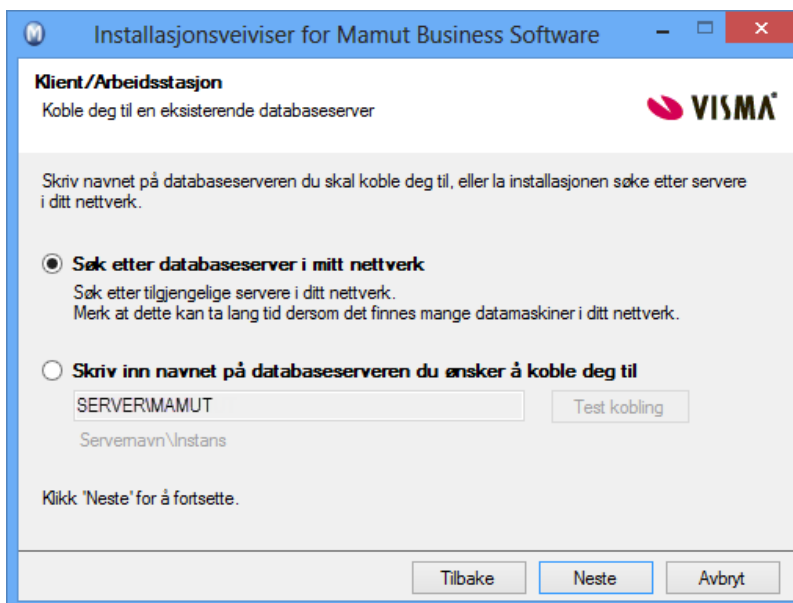 Installasjonsveiviser for Mamut Business Software
Klient/Arbeidsstasjon
Koble deg til en eksisterende databaseserver
VISMA
Skriv navnet på databaseserveren du skal koble deg til, eller la installasjonen søke etter servere
i ditt nettverk.
Søk etter databaseserver i mitt nettverk
Søk etter tilgjengelige servere i ditt nettverk.
Merk at dette kan ta lang tid dersom det finnes mange datamaskiner i ditt nettverk.
Skriv inn navnet på databaseserveren du ønsker å koble deg til
SERVER\MAMUT
Test kobling
Servernavn\Instans
Klikk 'Neste' for å fortsette.
Tilbake Neste Avbryt